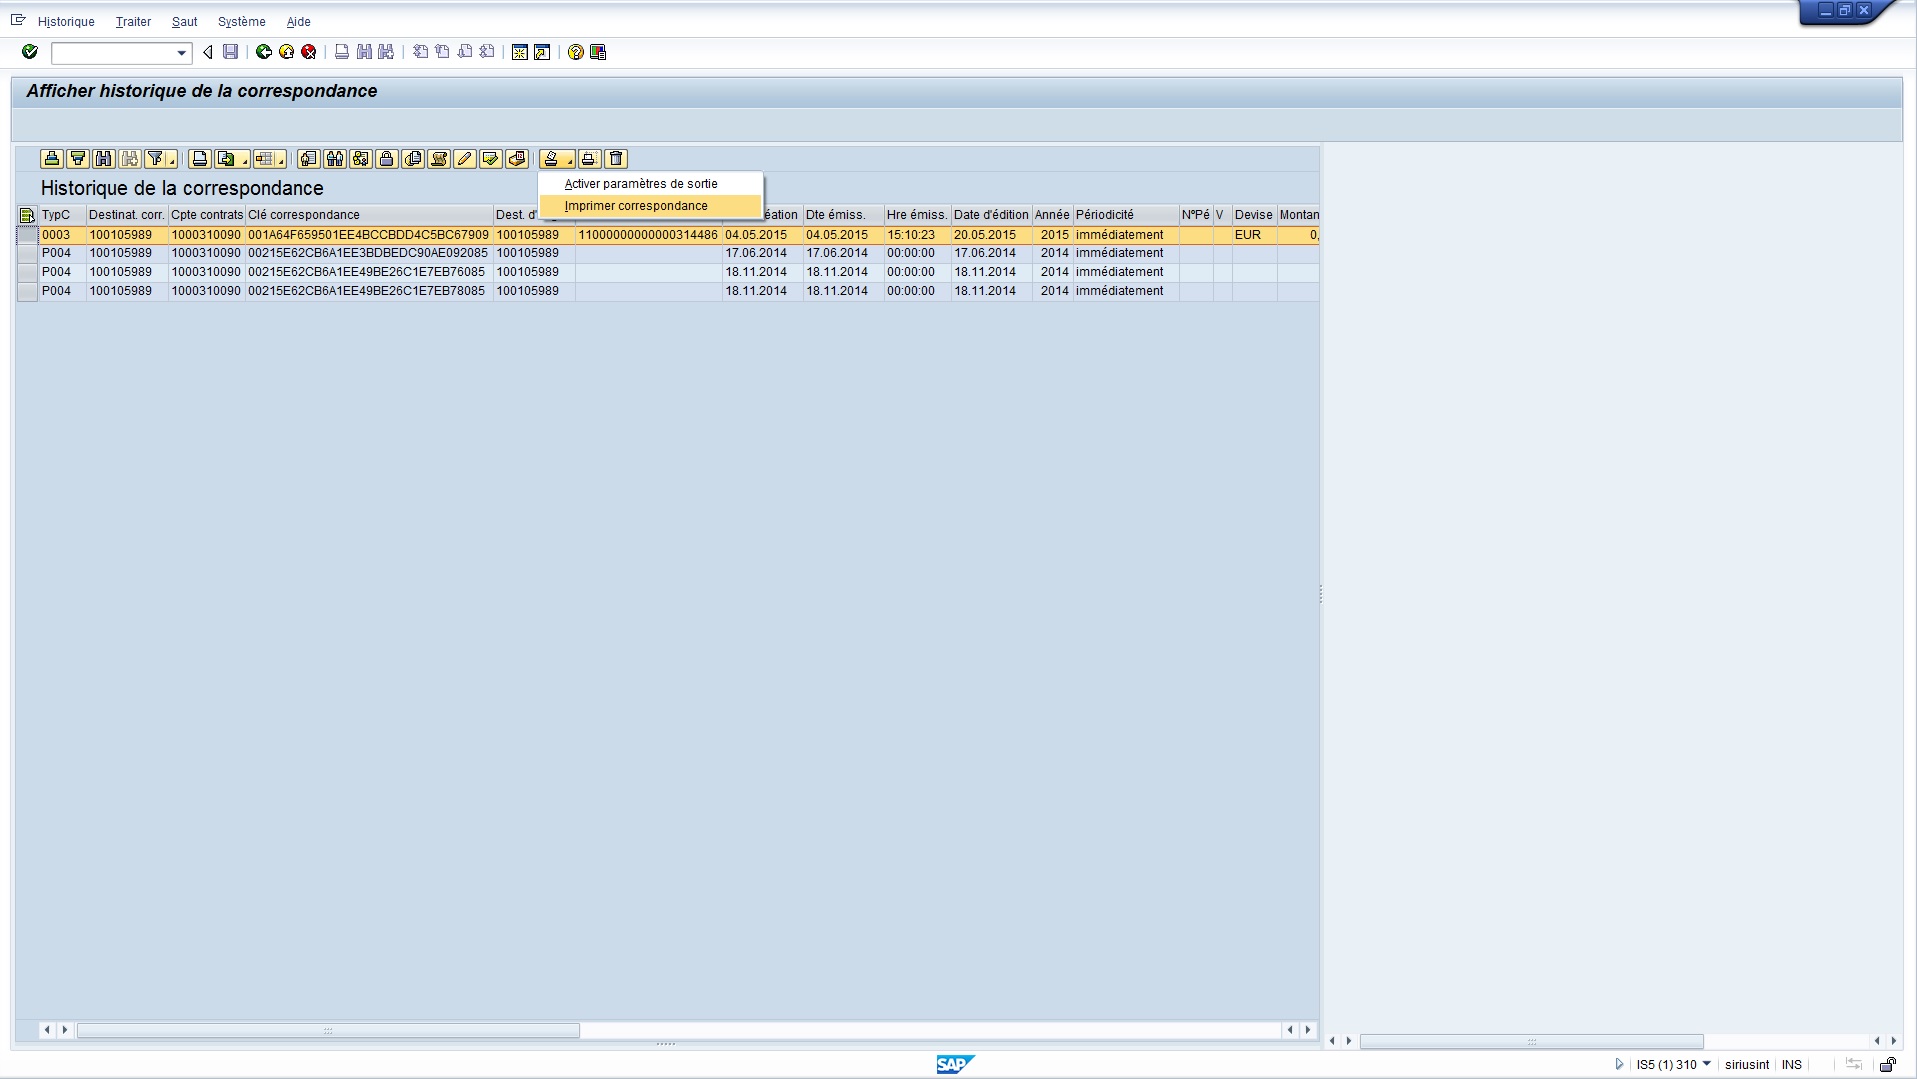 Historique Traiter Saut Système Aide
Afficher historique de la correspondance
Activer paramètres de sortie
Imprimer correspondance
Historique de la correspondance
TypC Destinat. corr. Cpte contrats Clé correspondance Dest. d' éation Dte émiss. Hre émiss. Date d'édition Année Périodicité N°Pé V Devise Montan
0003 100105989 1000310090 001A64F659501EE4BCCBDD4C5BC67909 100105989 11000000000000314486 04.05.2015 04.05.2015 15:10:23 20.05.2015 2015 immédiatement EUR 0,
P004 100105989 1000310090 00215E62CB6A1EE3BDBEDC90AE092085 100105989 17.06.2014 17.06.2014 00:00:00 17.06.2014 2014 immédiatement
P004 100105989 1000310090 00215E62CB6A1EE49BE26C1E7EB76085 100105989 18.11.2014 18.11.2014 00:00:00 18.11.2014 2014 immédiatement
P004 100105989 1000310090 00215E62CB6A1EE49BE26C1E7EB78085 100105989 18.11.2014 18.11.2014 00:00:00 18.11.2014 2014 immédiatement
SAP
IS5 (1) 310 siriusint INS